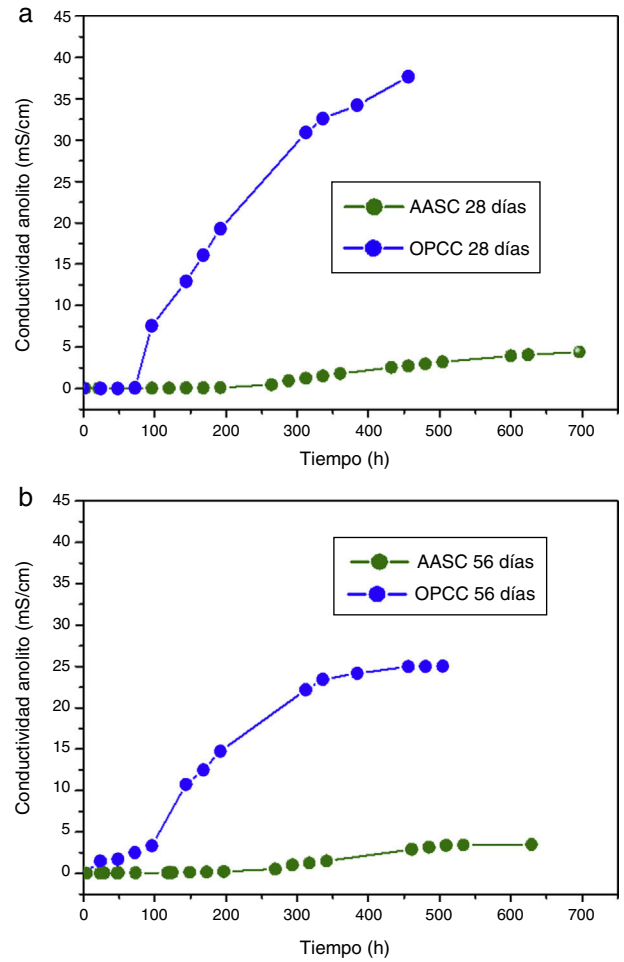 a
45
40
35
30
25
20
15
10
5
0
Conductividad anolito (mS/cm)
AASC 28 días
OPCC 28 días
0 100 200 300 400 500 600 700
Tiempo (h)
b
45
40
35
30
25
20
15
10
5
0
Conductividad anolito (mS/cm)
AASC 56 días
OPCC 56 días
0 100 200 300 400 500 600 700
Tiempo (h)